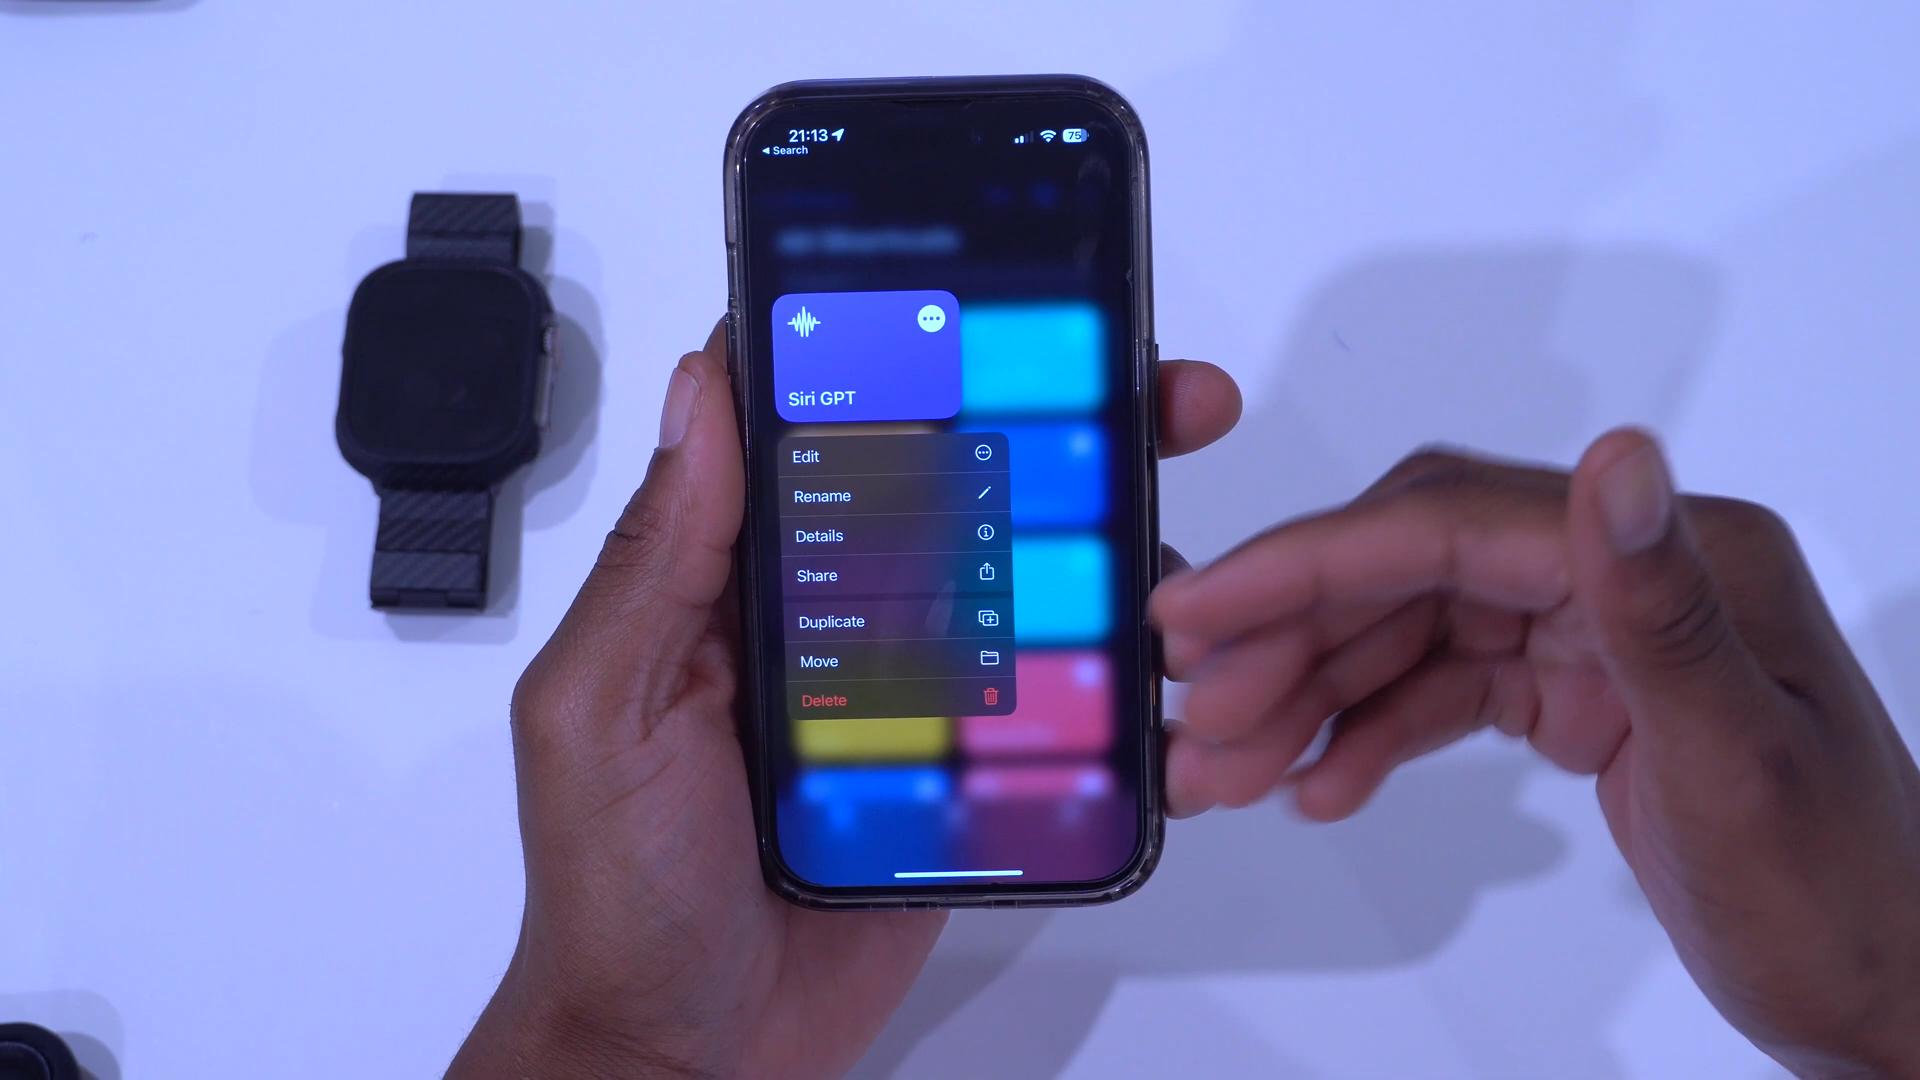 21:13
75
◀ Search
Siri GPT
Edit
Rename
Details
Share
Duplicate
Move
Delete